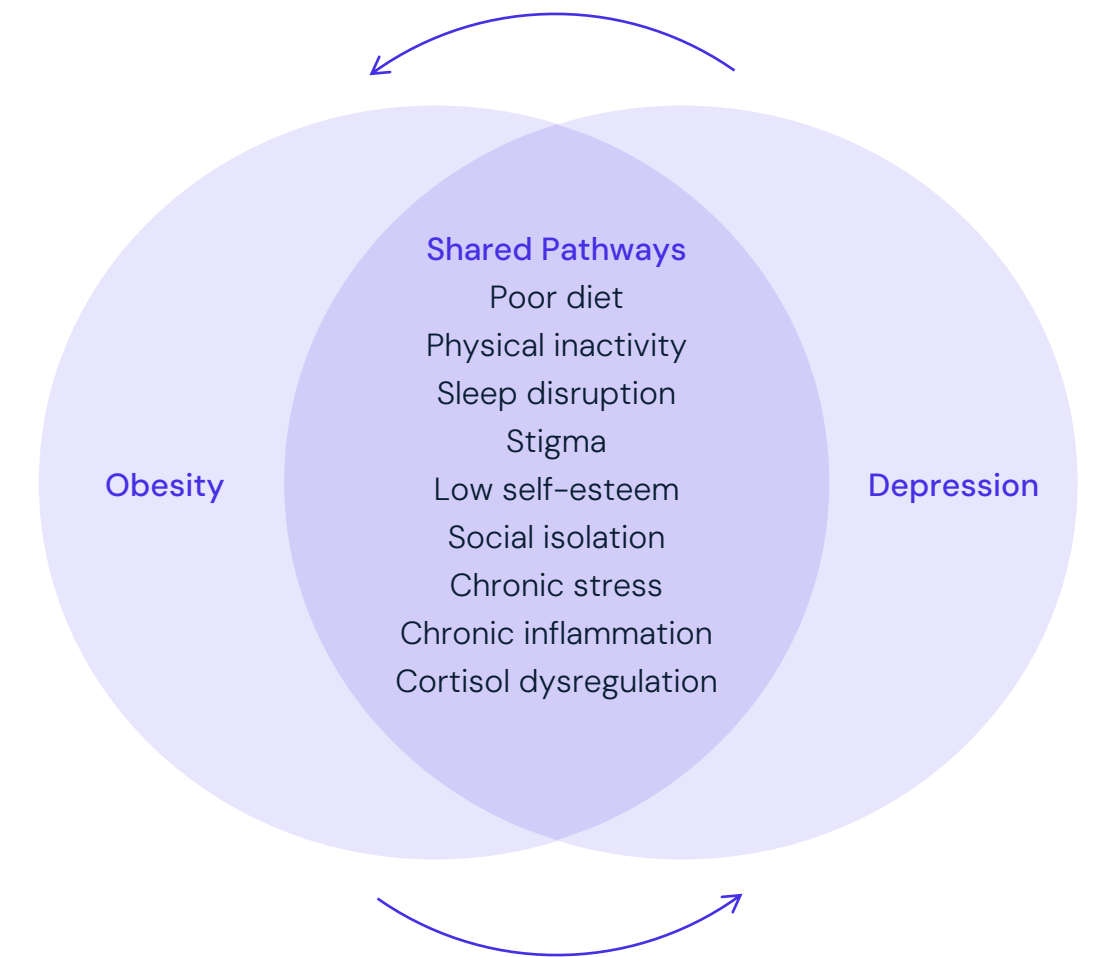 Shared Pathways
Poor diet
Physical inactivity
Sleep disruption
Stigma
Obesity
Low self-esteem
Depression
Social isolation
Chronic stress
Chronic inflammation
Cortisol dysregulation